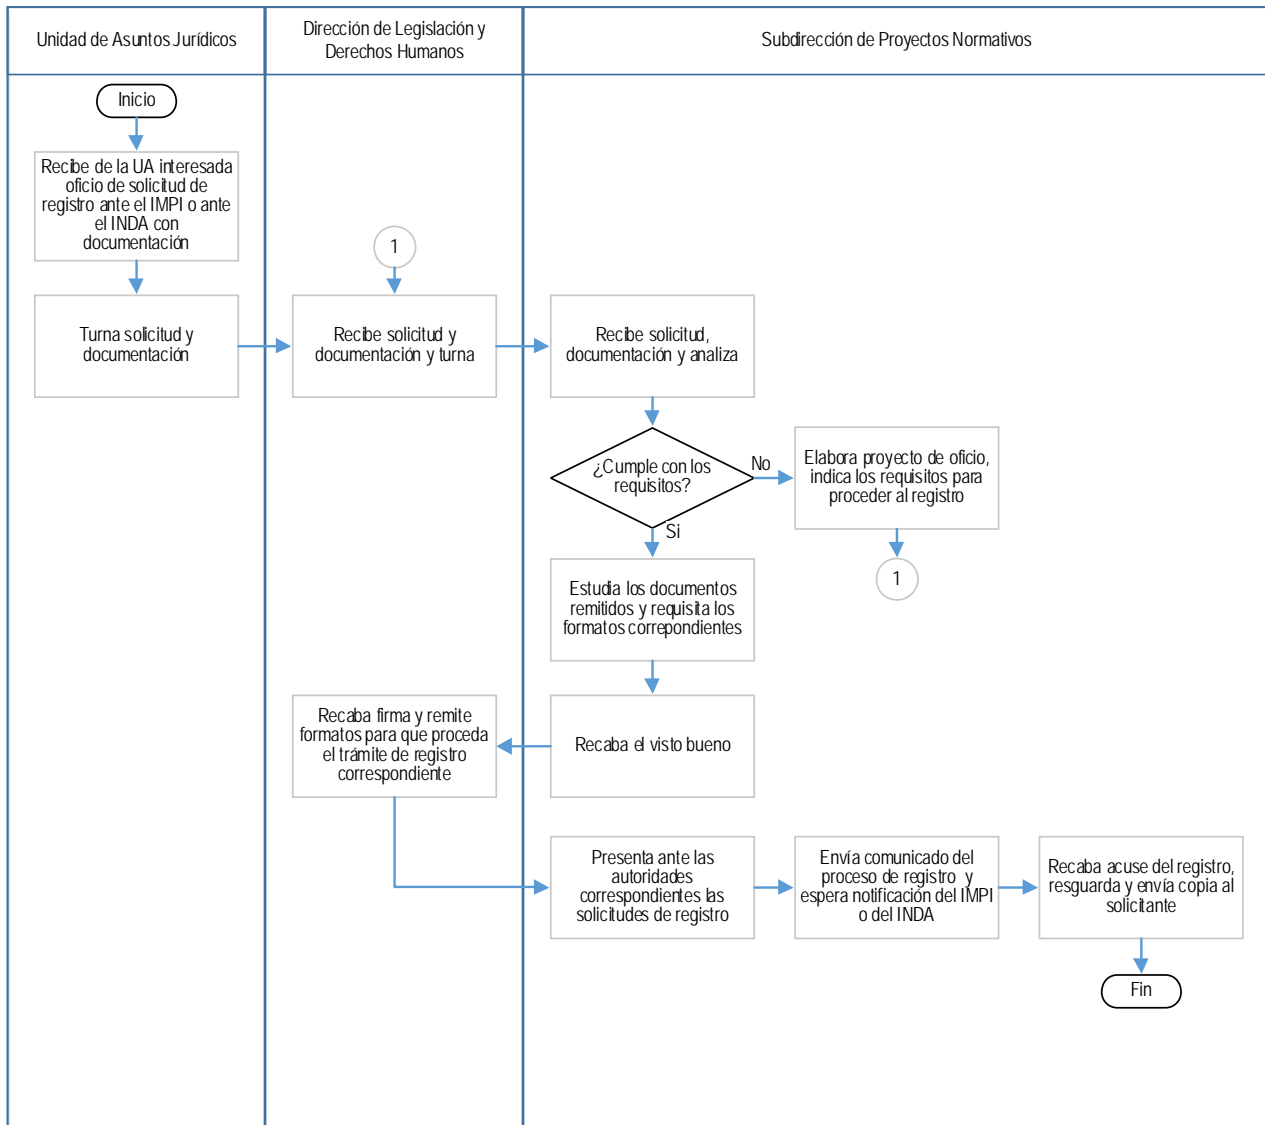 Unidad de Asuntos Jurídicos
Dirección de Legislación y
Derechos Humanos
Subdirección de Proyectos Normativos
Inicio
Recibe de la UA interesada
oficio de solicitud de
registro ante el IMPI o ante
el INDA con
documentación
1
Turna solicitud y
documentación
Recibe solicitud y
documentación y turna
Recibe solicitud,
documentación y analiza
¿Cumple con los
requisitos?
No
Elabora proyecto de oficio,
indica los requisitos para
proceder al registro
Si
1
Estudia los documentos
remitidos y requisita los
formatos correpondientes
Recaba el visto bueno
Recaba firma y remite
formatos para que proceda
el trámite de registro
correspondiente
Presenta ante las
autoridades
correspondientes las
solicitudes de registro
Envía comunicado del
proceso de registro y
espera notificación del IMPI
o del INDA
Recaba acuse del registro,
resguarda y envía copia al
solicitante
Fin